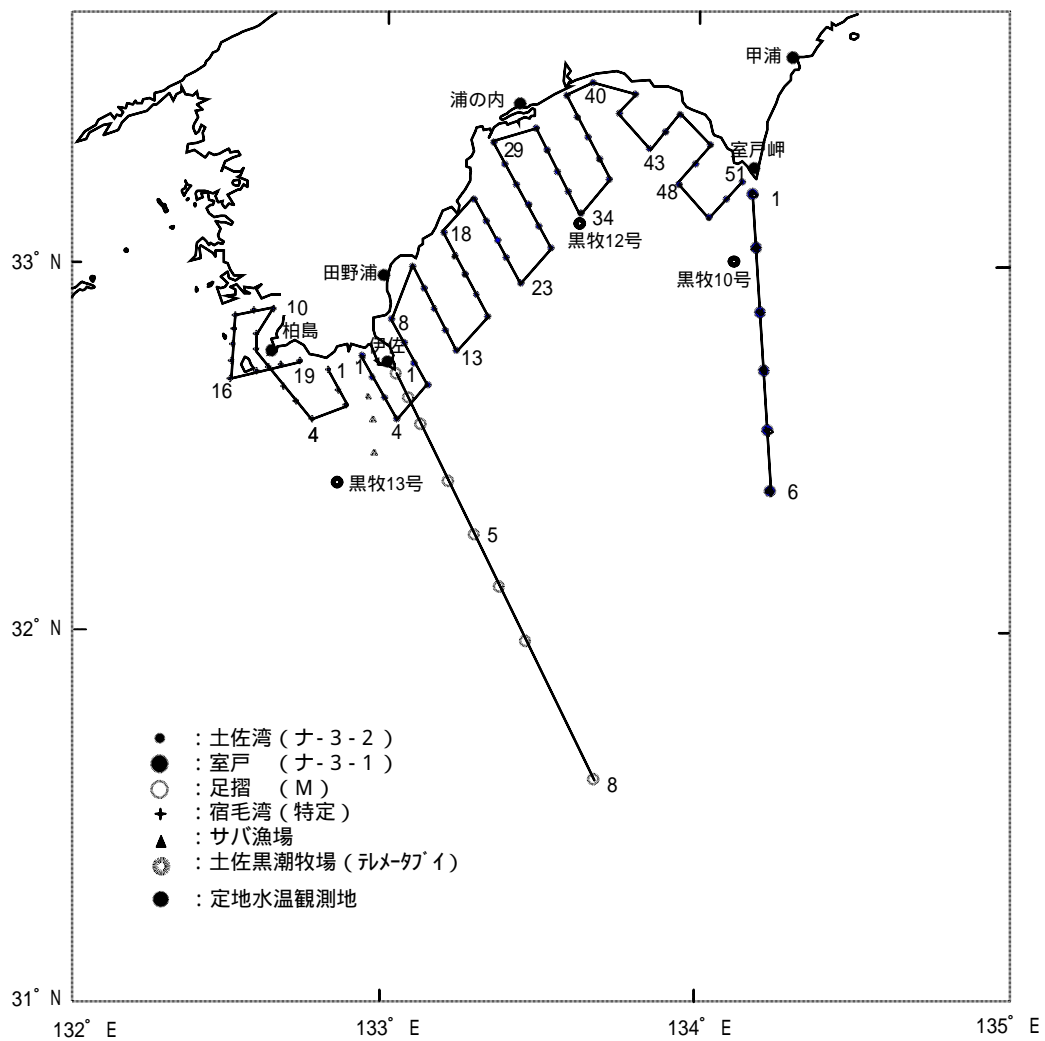 甲浦
浦の内
40
29
43
室戸岬
51
48
1
34
黒牧12号
18
33° N
田野浦
黒牧10号
23
10
8
柏島
伊佐
13
16
19
1
1
1
4
4
黒牧13号
6
5
32° N
：土佐湾（ナ-３-２）
：室戸　（ナ-３-１）
：足摺　（Ｍ）
：宿毛湾（特定）
：サバ漁場
：土佐黒潮牧場（ﾃﾚﾒｰﾀﾌﾞｲ）
：定地水温観測地
8
31° N
132° E
133° E
134° E
135° E